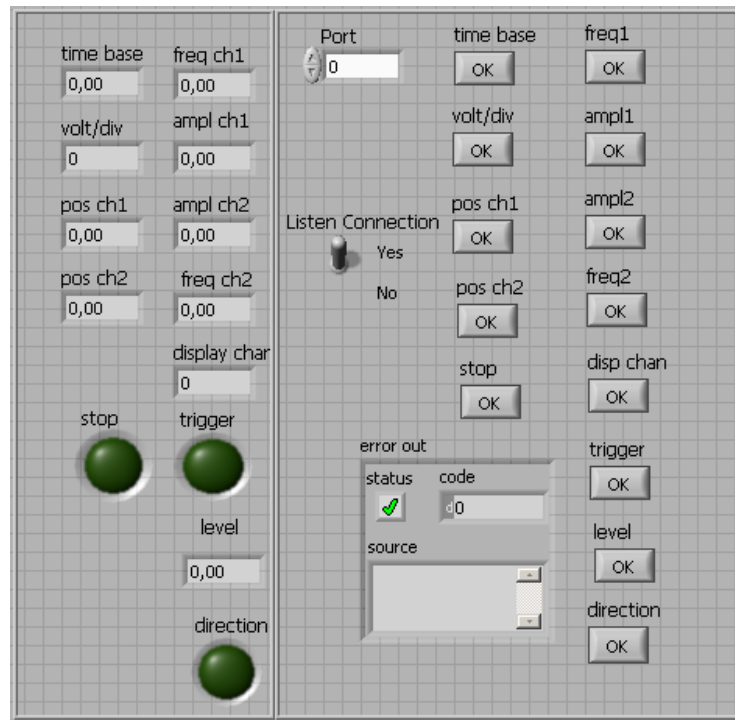 time base
freq ch1
0,00
0,00
volt/div
ampl ch1
0
0,00
pos ch1
ampl ch2
0,00
0,00
pos ch2
freq ch2
0,00
0,00
display char
0
stop
trigger
level
0,00
direction
Port
time base
freq1
0
OK
OK
volt/div
ampl1
OK
OK
Listen Connection
pos ch1
ampl2
Yes
OK
OK
No
pos ch2
freq2
OK
OK
stop
disp chan
OK
OK
error out
trigger
status
code
OK
d0
source
level
OK
direction
OK